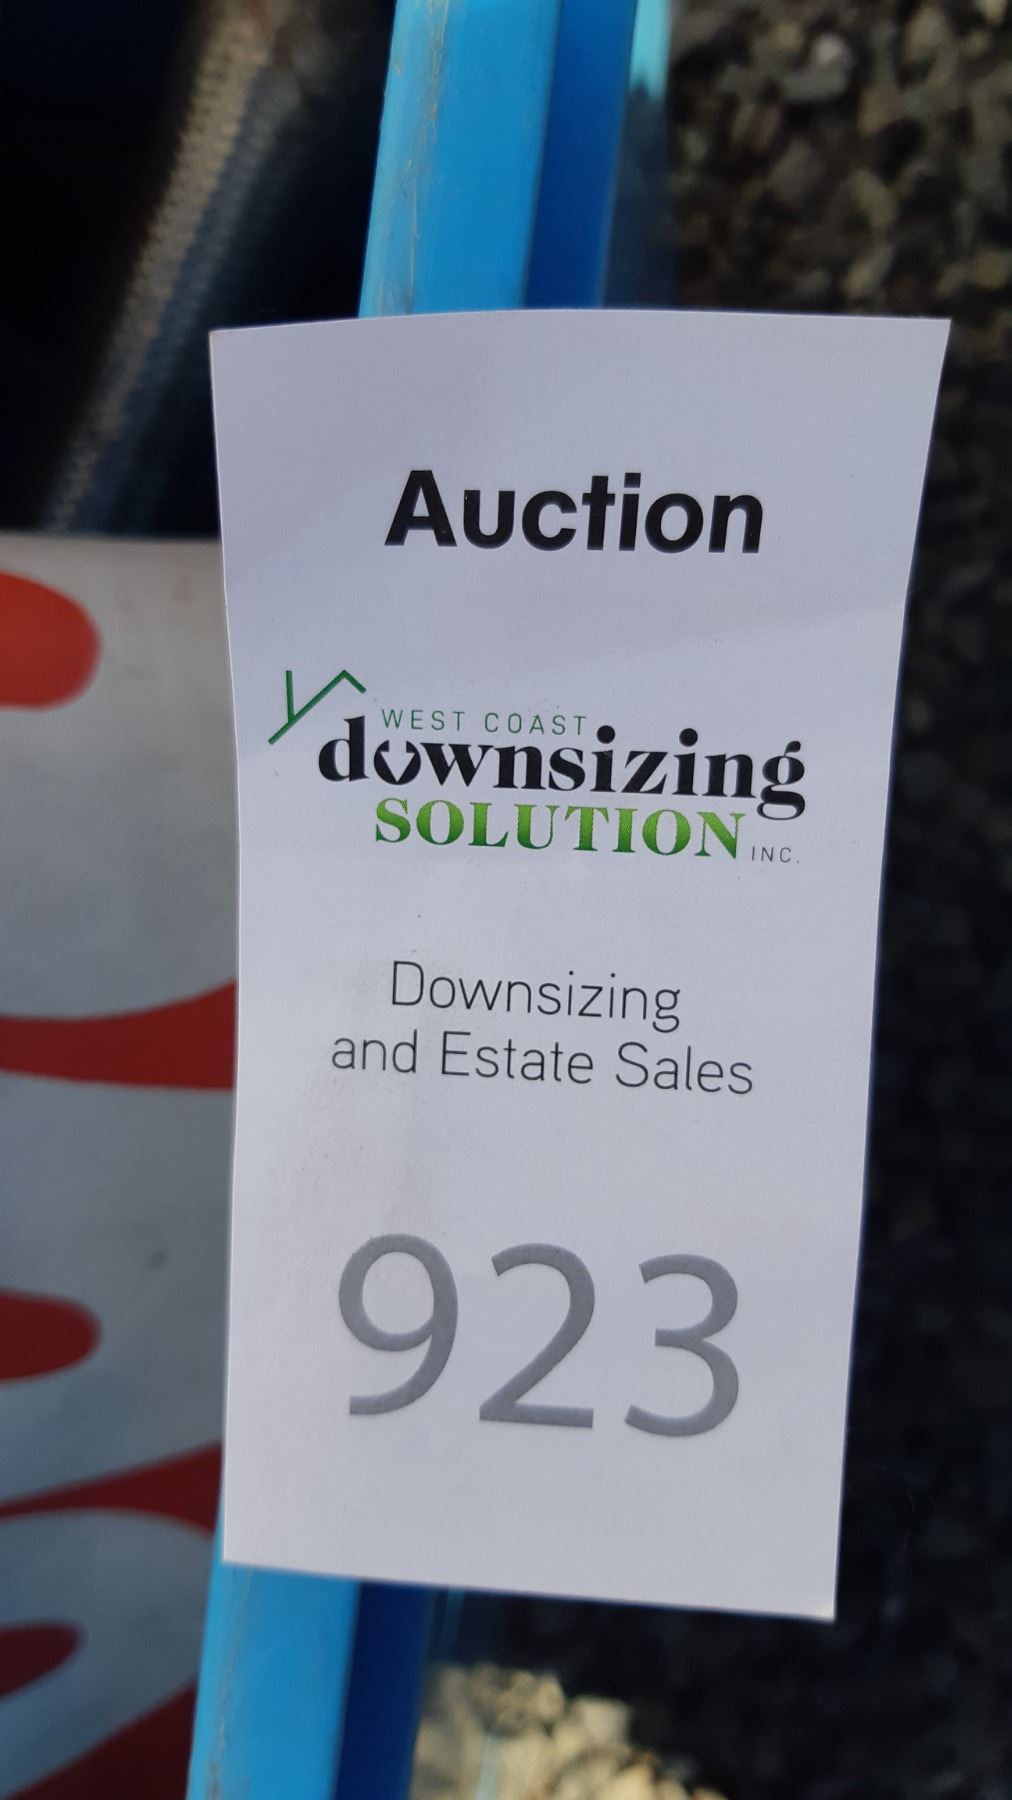 Auction
WEST COAST
downsizing
SOLUTION INC.
Downsizing
and Estate Sales
923